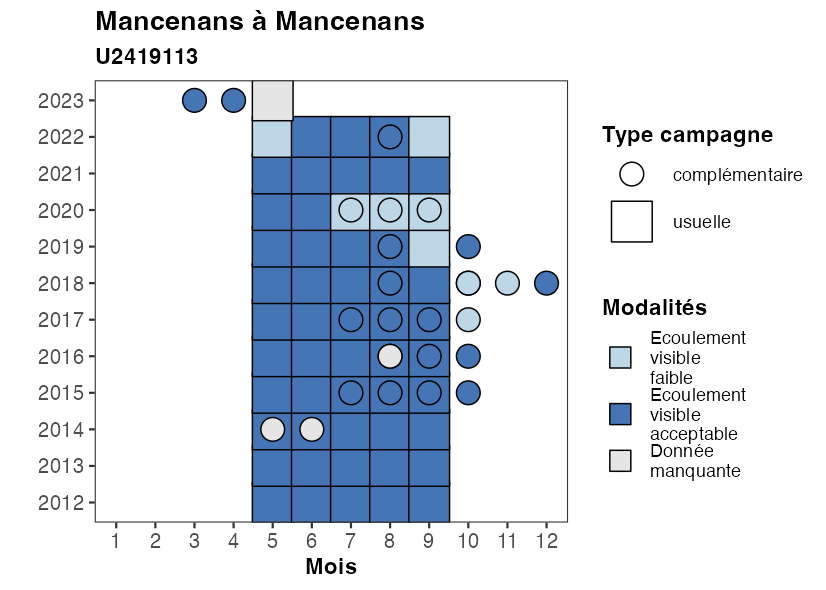 Mancenans à Mancenans
U2419113
2023
2022
2021
2020
2019
2018
2017
2016
2015
2014
2013
2012
1 2 3 4 5 6 7 8 9 10 11 12
Mois
Type campagne
complémentaire
usuelle
Modalités
Ecoulement
visible
faible
Ecoulement
visible
acceptable
Donnée
manquante